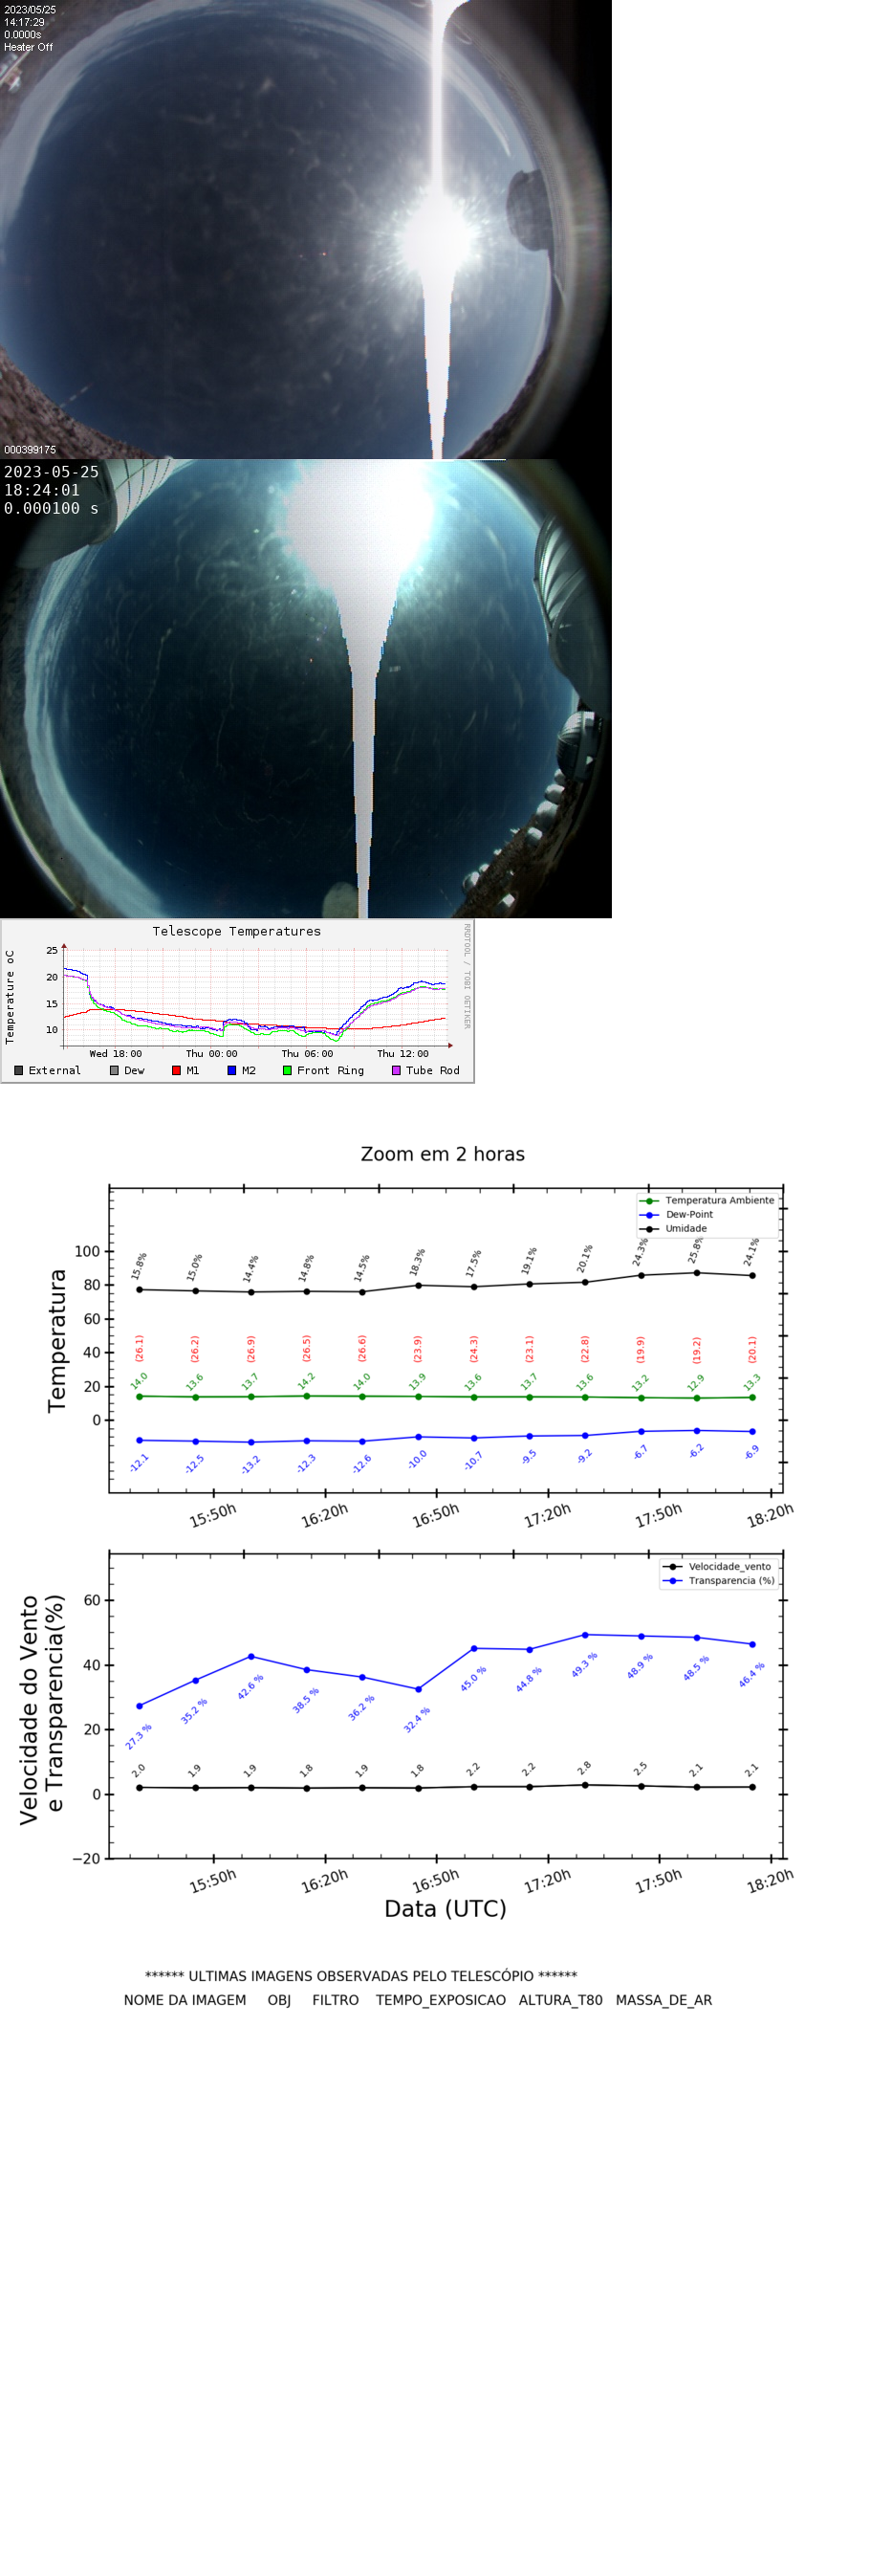 2023/05/25
14:17:29
0.0000s
Heater Off
000399175
2023-05-25
18:24:01
0.000100 s
Telescope Temperatures
RRDTOOL / TOBI OETIKER
Temperature oC
25
20
15
10
Wed 18:00 Thu 00:00 Thu 06:00 Thu 12:00
External Dew M1 M2 Front Ring Tube Rod
Zoom em 2 horas
Temperatura Ambiente
Dew-Point
Umidade
Temperatura
100
80
60
40
20
0
15.8% 15.0% 14.4% 14.8% 14.5% 18.3% 17.5% 19.1% 20.1% 24.3% 25.8% 24.1%
(26.1) (26.2) (26.9) (26.5) (26.6) (23.9) (24.3) (23.1) (22.8) (19.9) (19.2) (20.1)
14.0 13.6 13.7 14.2 14.0 13.9 13.6 13.7 13.6 13.2 12.9 13.3
-12.1 -12.5 -13.2 -12.3 -12.6 -10.0 -10.7 -9.5 -9.2 -6.7 -6.2 -6.9
15:50h 16:20h 16:50h 17:20h 17:50h 18:20h
Velocidade_vento
Transparencia (%)
Velocidade do Vento
e Transparencia(%)
60
40
20
0
−20
27.3 % 35.2 % 42.6 % 38.5 % 36.2 % 32.4 % 45.0 % 44.8 % 49.3 % 48.9 % 48.5 % 46.4 %
2.0 1.9 1.9 1.8 1.9 1.8 2.2 2.2 2.8 2.5 2.1 2.1
15:50h 16:20h 16:50h 17:20h 17:50h 18:20h
Data (UTC)
****** ULTIMAS IMAGENS OBSERVADAS PELO TELESCÓPIO ******
NOME DA IMAGEM OBJ FILTRO TEMPO_EXPOSICAO ALTURA_T80 MASSA_DE_AR